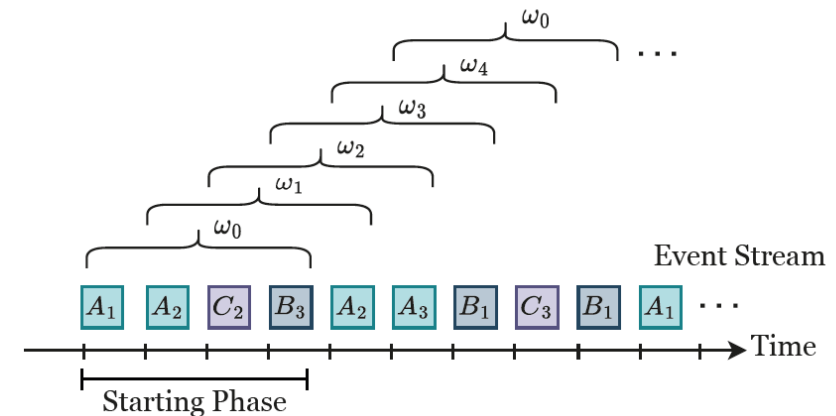 ω₀
...
ω₄
ω₃
ω₂
ω₁
ω₀
Event Stream
A₁ A₂ C₂ B₃ A₂ A₃ B₁ C₃ B₁ A₁ ...
Time
Starting Phase